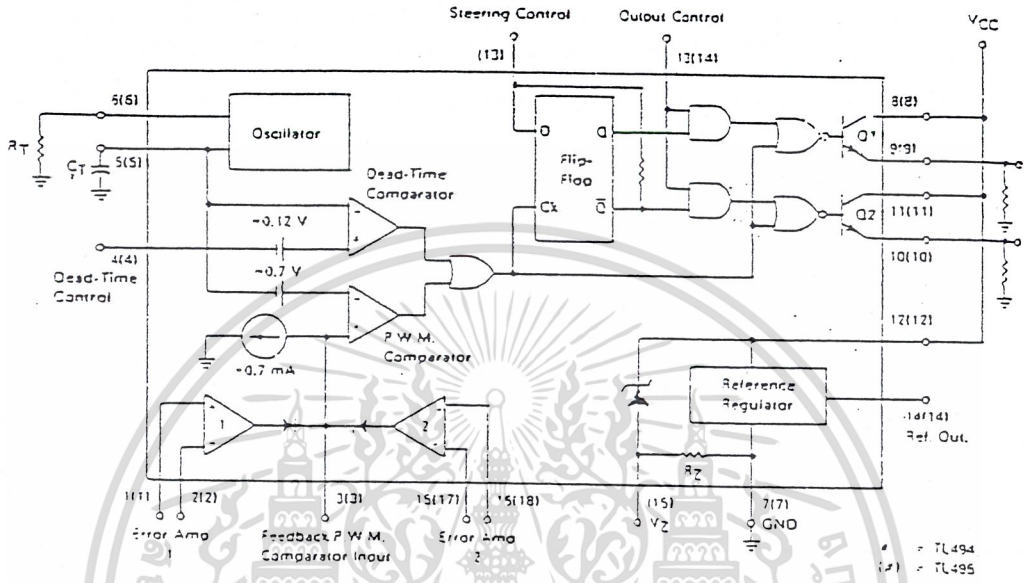 Steering Control
Output Control
VCC
(13)
13(14)
6(6)
RT
CT
5(5)
Oscillator
Dead-Time
Comparator
≈0.12 V
4(4)
Dead-Time
Control
≈0.7 V
P.W.M.
Comparator
≈0.7 mA
D
Q
Flip-
Flop
Ck
Q̅
Q1
8(8)
9(9)
Q2
11(11)
10(10)
12(12)
Reference
Regulator
14(14)
Ref. Out.
RZ
1
2
1(1)
2(2)
3(3)
15(17)
(15)
7(7)
VZ
GND
Error Amp
1
Feedback P.W.M.
Comparator Input
Error Amp
2
= TL494
(#) = TL495